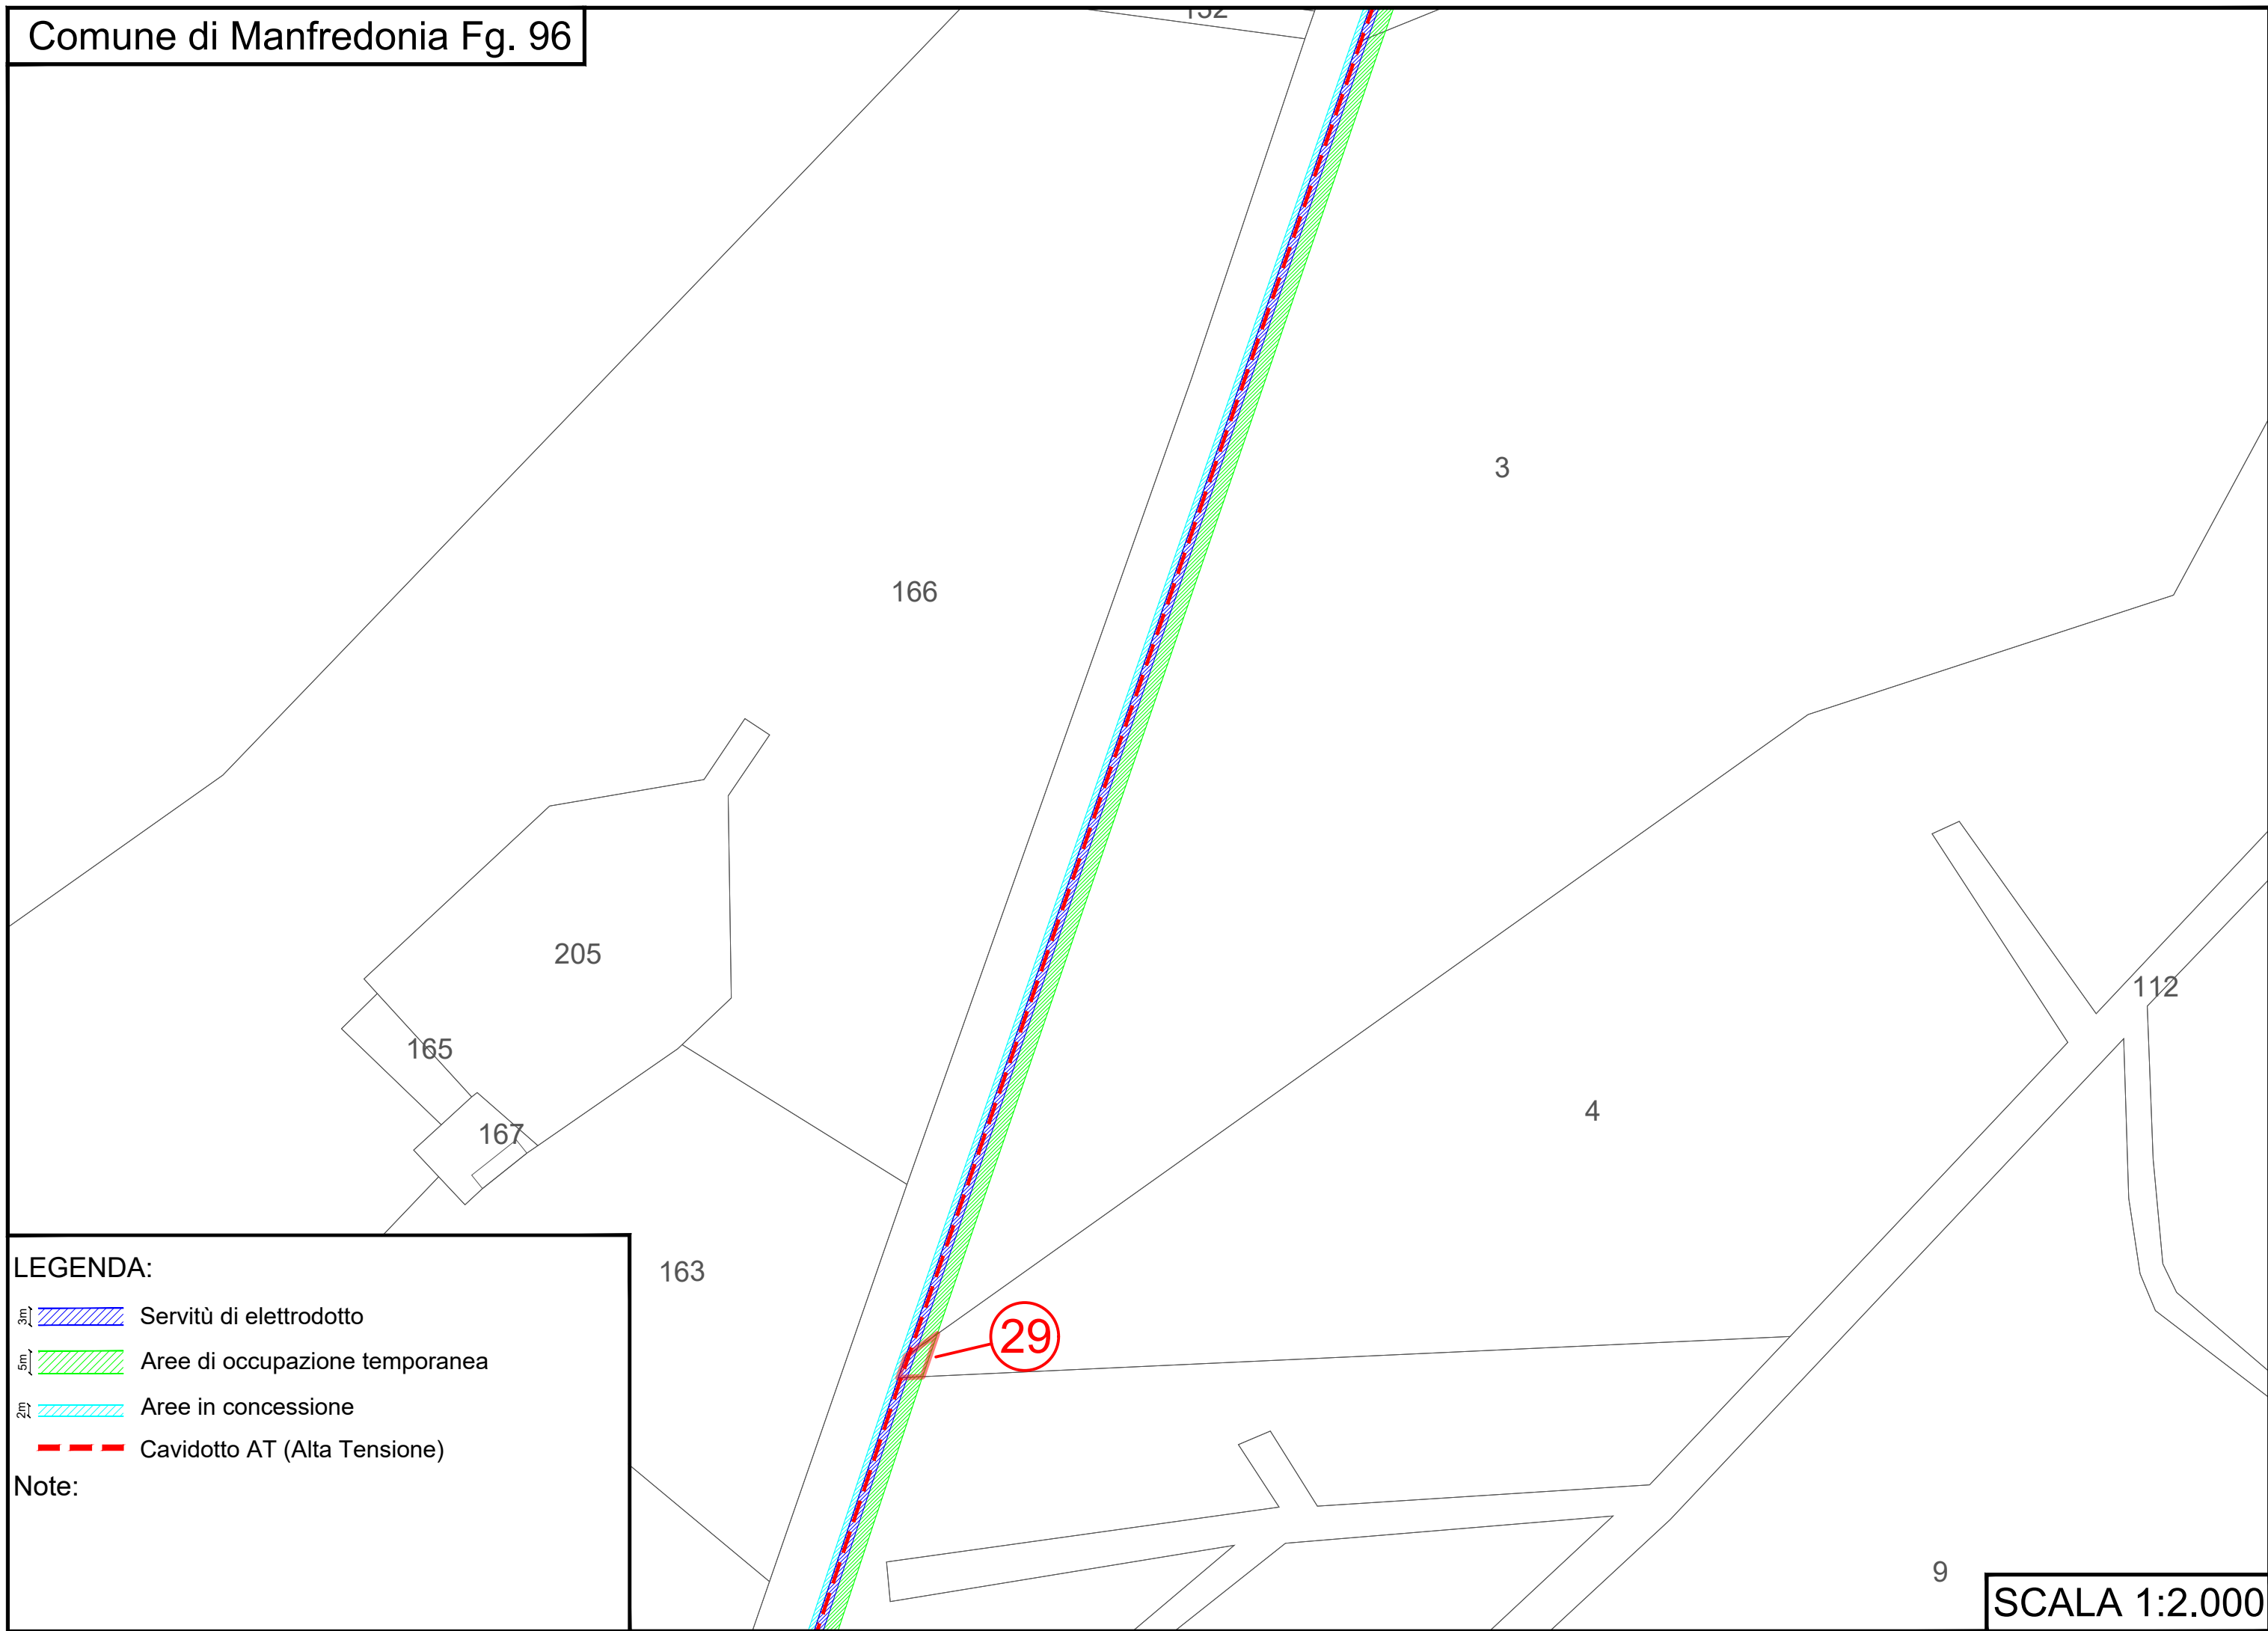 Comune di Manfredonia Fg. 96
3
166
205
112
165
4
167
163
29
9
LEGENDA:
3m Servitù di elettrodotto
5m Aree di occupazione temporanea
2m Aree in concessione
Cavidotto AT (Alta Tensione)
Note:
SCALA 1:2.000